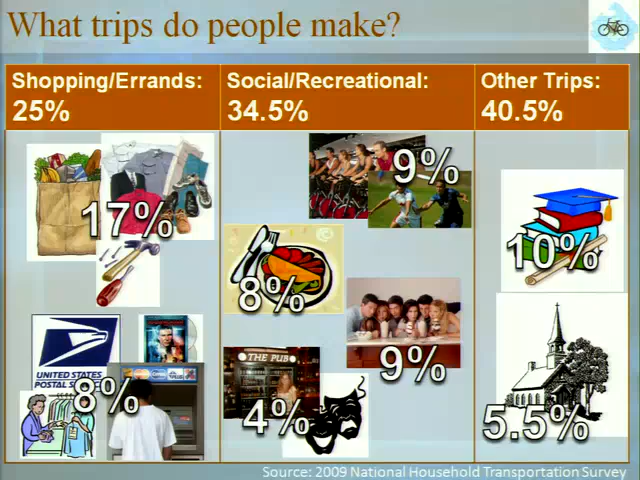 What trips do people make?
Shopping/Errands:
25%
Social/Recreational:
34.5%
Other Trips:
40.5%
17%
9%
10%
8%
9%
UNITED STATES
POSTAL S
8%
THE PUB
4%
5.5%
Source: 2009 National Household Transportation Survey